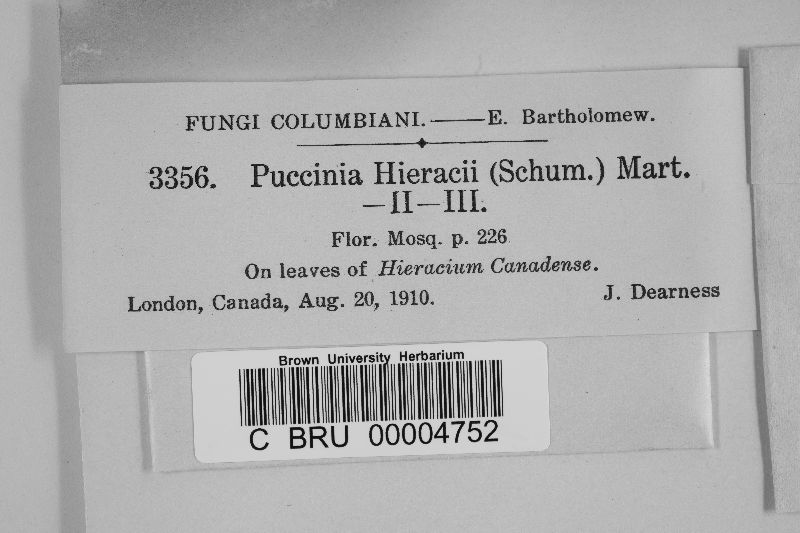 FUNGI COLUMBIANI.——E. Bartholomew.
3356. Puccinia Hieracii (Schum.) Mart.
—II—III.
Flor. Mosq. p. 226
On leaves of Hieracium Canadense.
London, Canada, Aug. 20, 1910. J. Dearness
Brown University Herbarium
C BRU 00004752